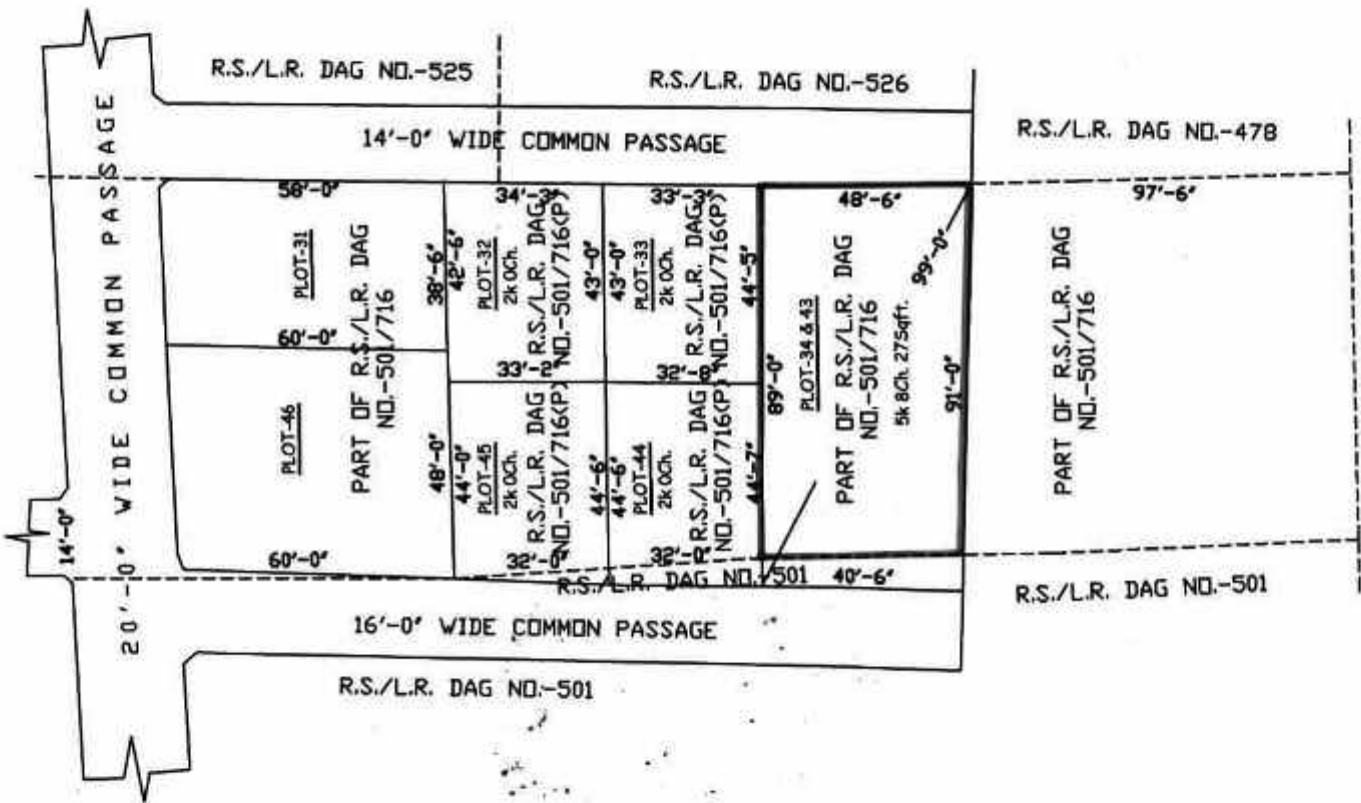 R.S./L.R. DAG NO.-525
R.S./L.R. DAG NO.-526
R.S./L.R. DAG NO.-478
14'-0" WIDE COMMON PASSAGE
20'-0" WIDE COMMON PASSAGE
14'-0"
58'-0"
PLOT-31
38'-6"
60'-0"
PLOT-46
PART OF R.S./L.R. DAG
NO.-501/716
48'-0"
60'-0"
34'-3"
42'-6"
PLOT-32
2k 0Ch.
R.S./L.R. DAG
NO.-501/716(P)
43'-0"
33'-2"
44'-0"
PLOT-45
2k 0Ch.
R.S./L.R. DAG
NO.-501/716(P)
44'-6"
32'-0"
33'-3"
43'-0"
PLOT-33
2k 0Ch.
R.S./L.R. DAG
NO.-501/716(P)
44'-5"
32'-8"
44'-6"
PLOT-44
2k 0Ch.
R.S./L.R. DAG
NO.-501/716(P)
44'-7"
32'-0"
48'-6"
99'-0"
89'-0"
PLOT-34 & 43
PART OF R.S./L.R. DAG
NO.-501/716
5k 8Ch. 27Sqft.
91'-0"
40'-6"
97'-6"
PART OF R.S./L.R. DAG
NO.-501/716
R.S./L.R. DAG NO.-501
R.S./L.R. DAG NO.-501
16'-0" WIDE COMMON PASSAGE
R.S./L.R. DAG NO.-501